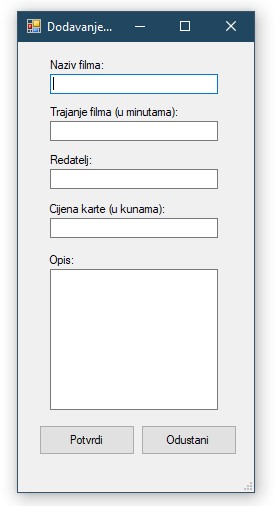 Dodavanje...
Naziv filma:
Trajanje filma (u minutama):
Redatelj:
Cijena karte (u kunama):
Opis:
Potvrdi Odustani